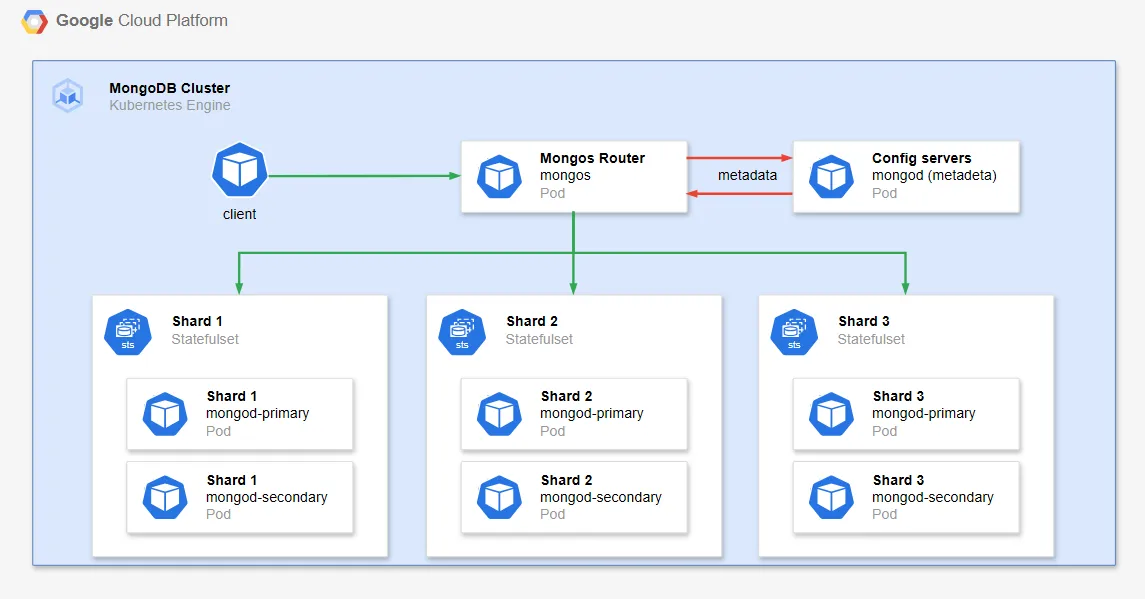 Google Cloud Platform
MongoDB Cluster
Kubernetes Engine
client
Mongos Router
mongos
Pod
metadata
Config servers
mongod (metadeta)
Pod
sts
Shard 1
Statefulset
Shard 1
mongod-primary
Pod
Shard 1
mongod-secondary
Pod
sts
Shard 2
Statefulset
Shard 2
mongod-primary
Pod
Shard 2
mongod-secondary
Pod
sts
Shard 3
Statefulset
Shard 3
mongod-primary
Pod
Shard 3
mongod-secondary
Pod